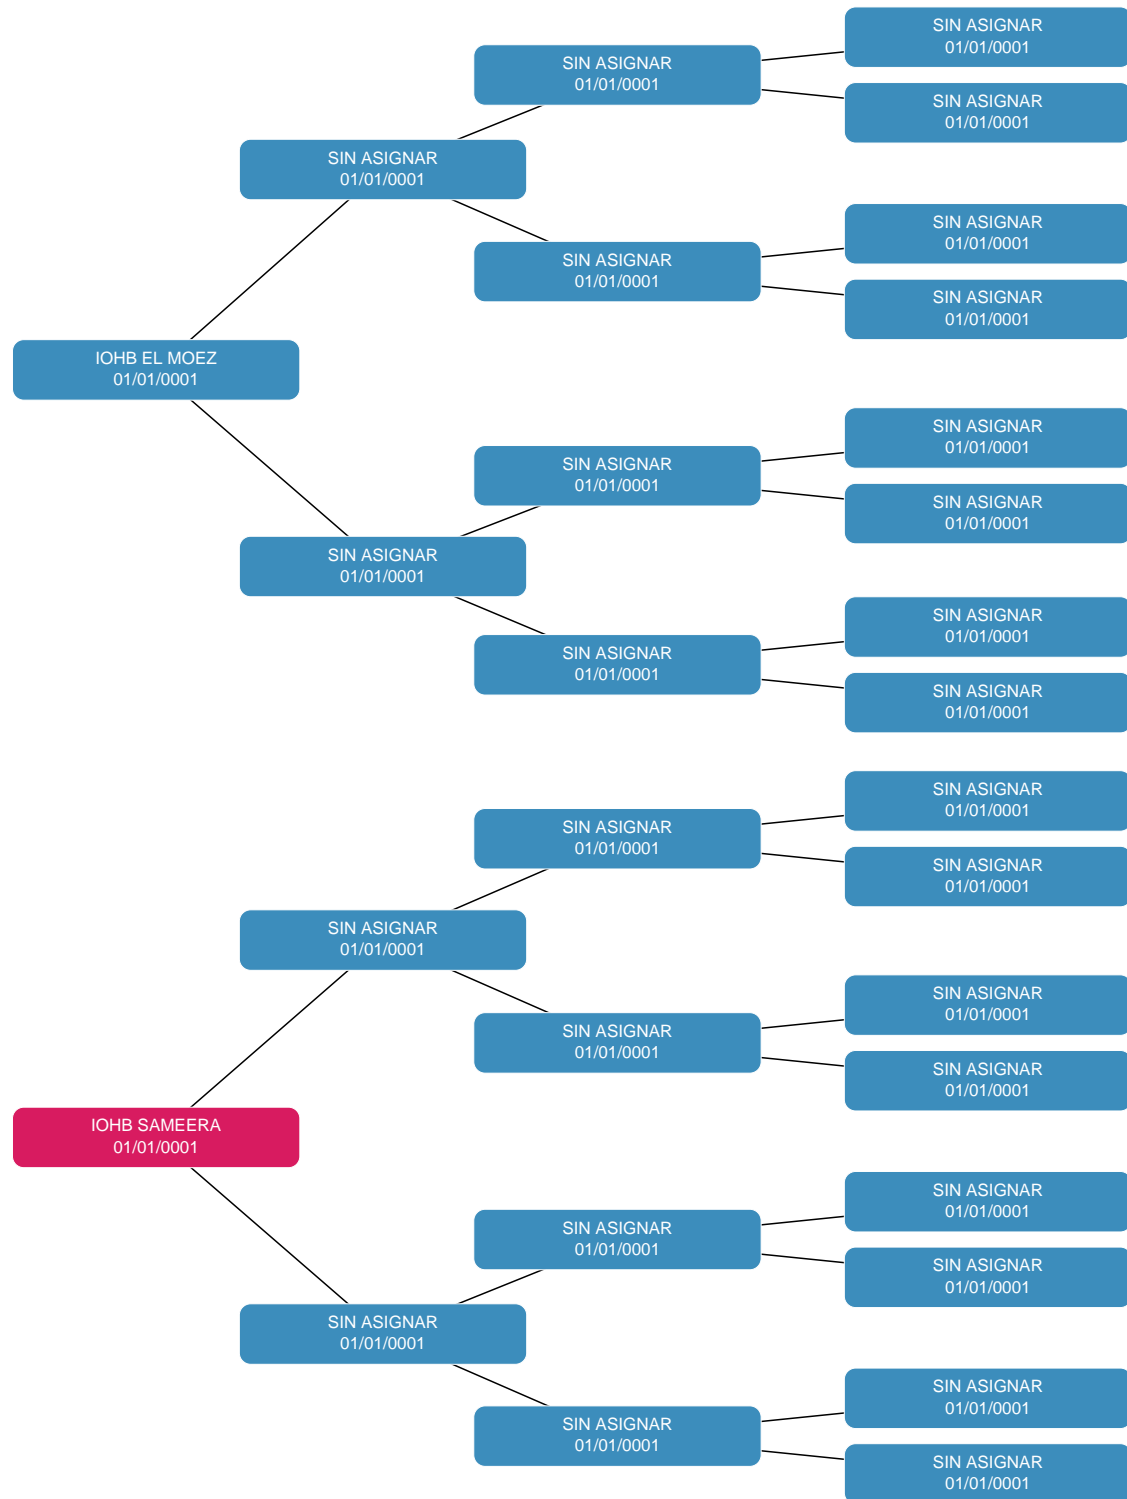 SIN ASIGNAR
01/01/0001
SIN ASIGNAR
01/01/0001
SIN ASIGNAR
01/01/0001
SIN ASIGNAR
01/01/0001
SIN ASIGNAR
01/01/0001
SIN ASIGNAR
01/01/0001
SIN ASIGNAR
01/01/0001
IOHB EL MOEZ
01/01/0001
SIN ASIGNAR
01/01/0001
SIN ASIGNAR
01/01/0001
SIN ASIGNAR
01/01/0001
SIN ASIGNAR
01/01/0001
SIN ASIGNAR
01/01/0001
SIN ASIGNAR
01/01/0001
SIN ASIGNAR
01/01/0001
SIN ASIGNAR
01/01/0001
SIN ASIGNAR
01/01/0001
SIN ASIGNAR
01/01/0001
SIN ASIGNAR
01/01/0001
SIN ASIGNAR
01/01/0001
SIN ASIGNAR
01/01/0001
SIN ASIGNAR
01/01/0001
IOHB SAMEERA
01/01/0001
SIN ASIGNAR
01/01/0001
SIN ASIGNAR
01/01/0001
SIN ASIGNAR
01/01/0001
SIN ASIGNAR
01/01/0001
SIN ASIGNAR
01/01/0001
SIN ASIGNAR
01/01/0001
SIN ASIGNAR
01/01/0001